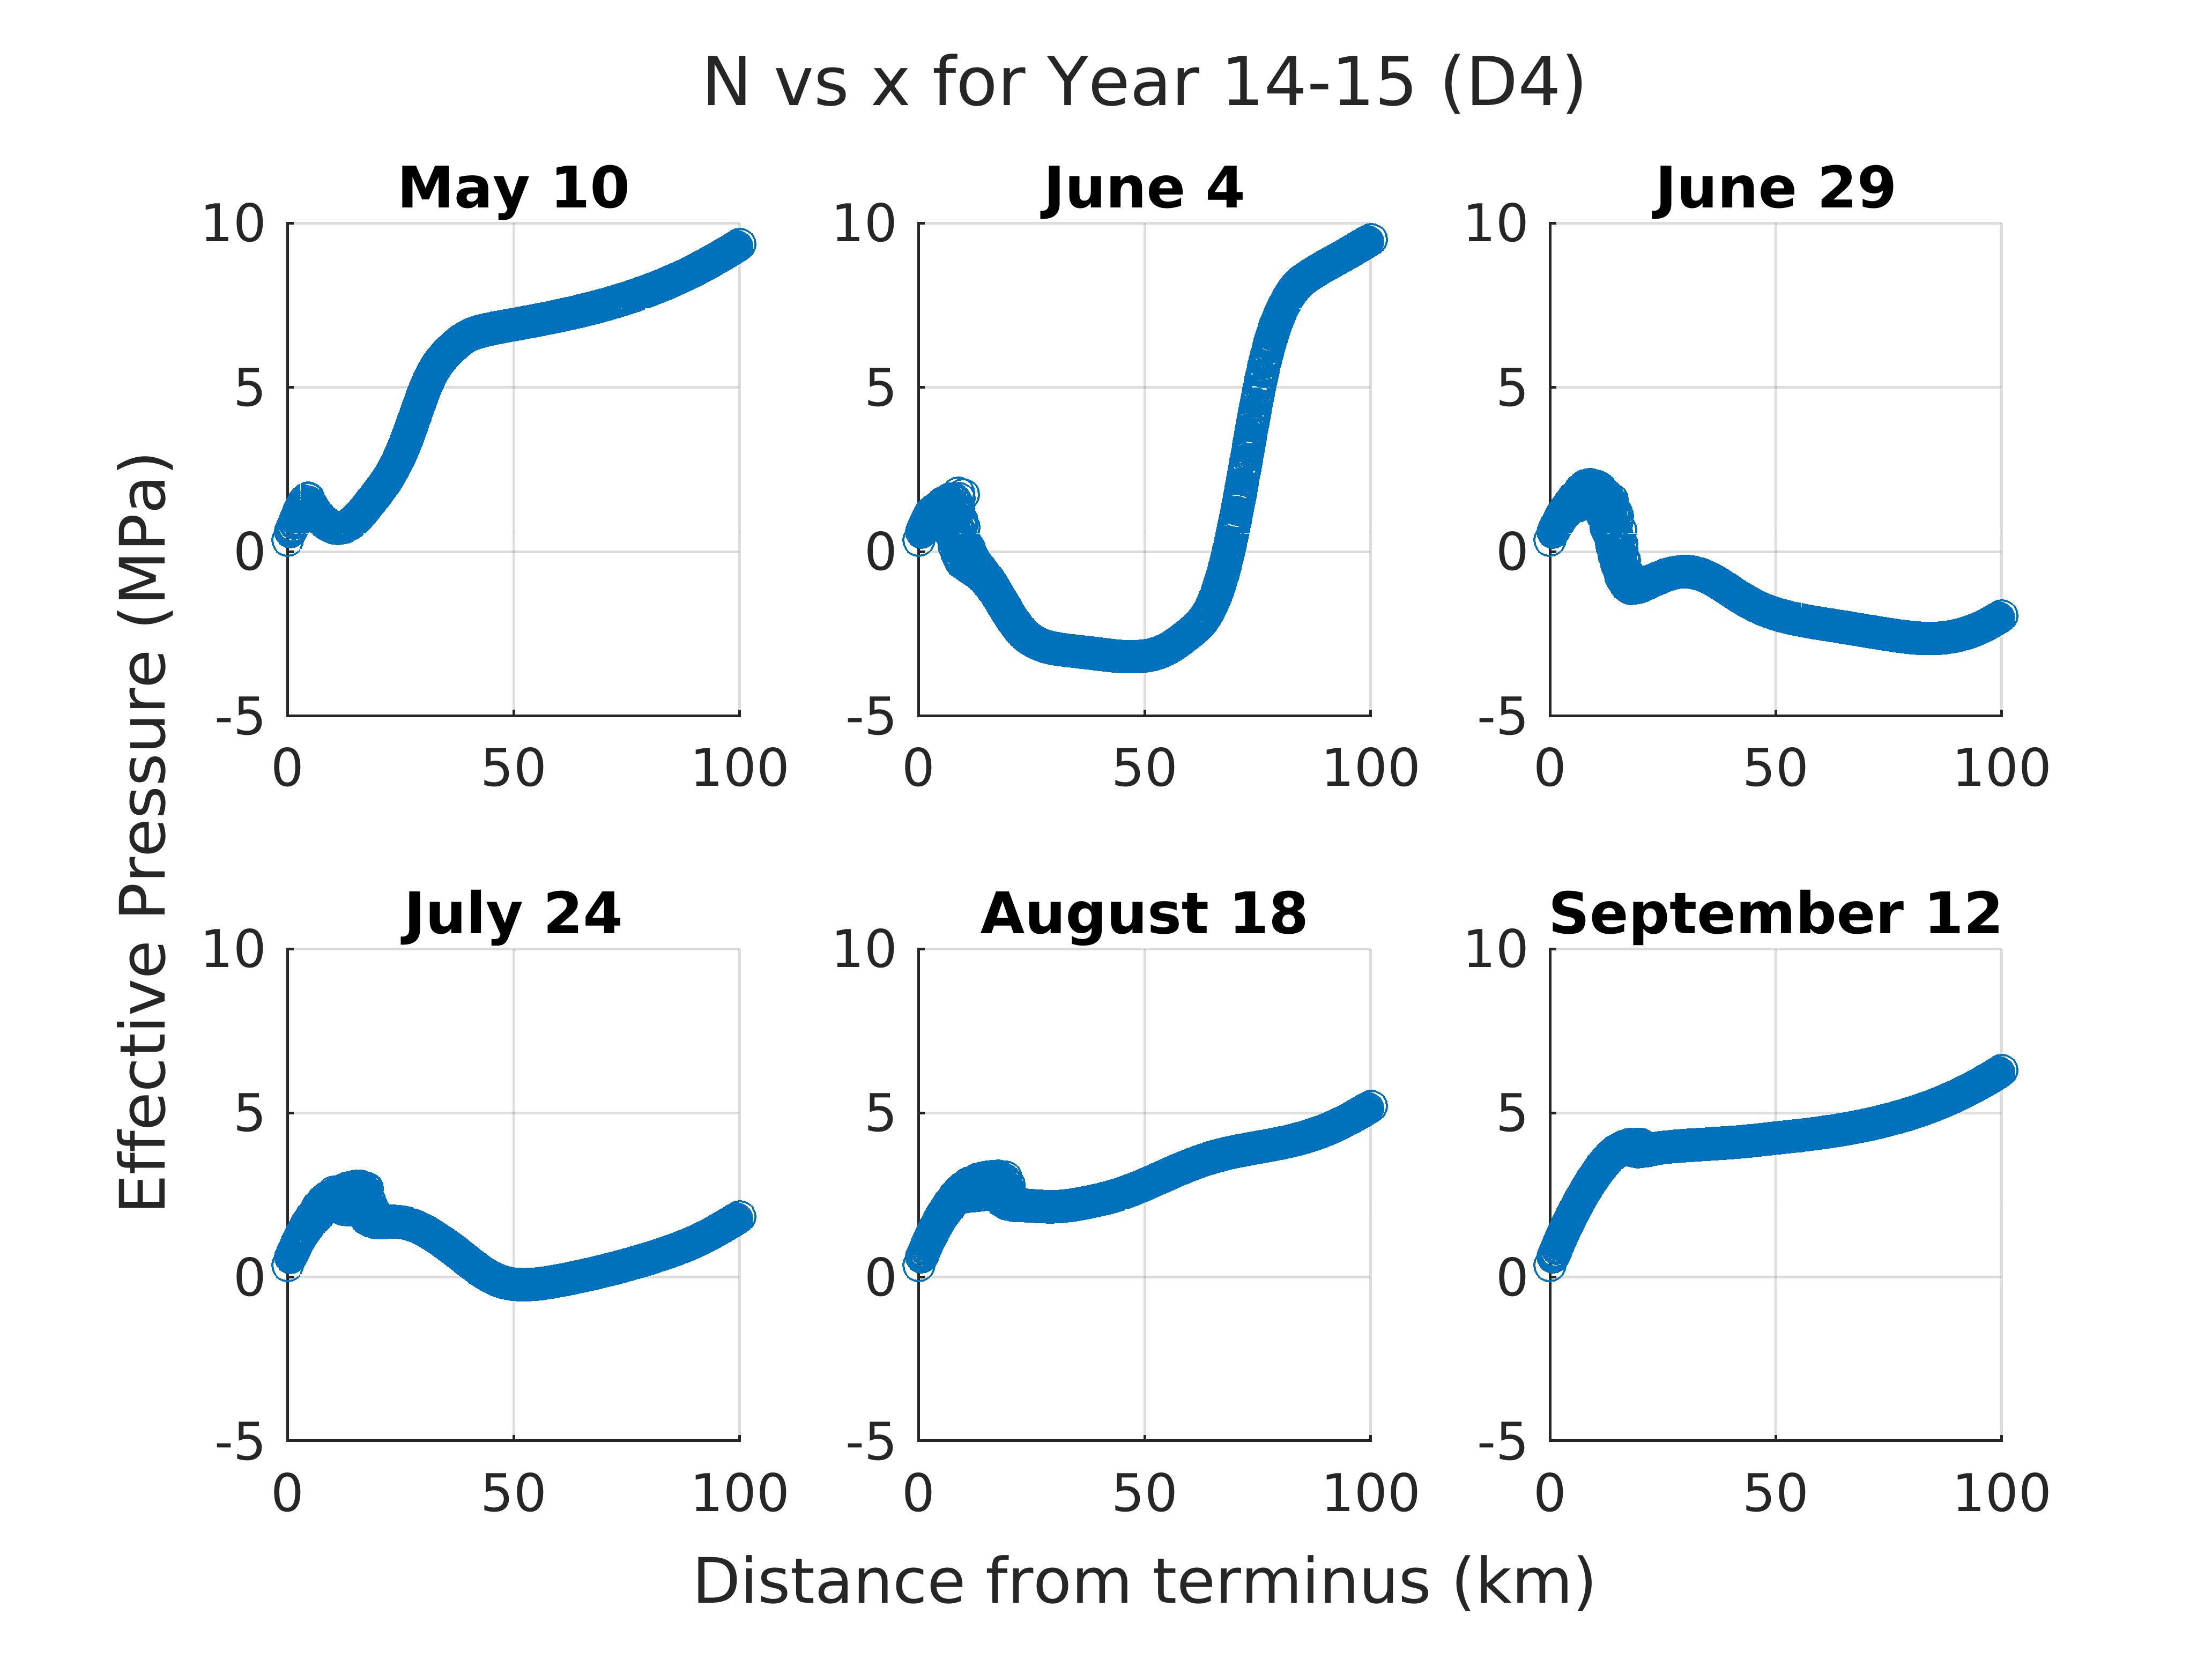 N vs x for Year 14-15 (D4)
May 10
June 4
June 29
10
5
0
-5
0 50 100
10
5
0
-5
0 50 100
10
5
0
-5
0 50 100
Effective Pressure (MPa)
July 24
August 18
September 12
10
5
0
-5
0 50 100
10
5
0
-5
0 50 100
10
5
0
-5
0 50 100
Distance from terminus (km)